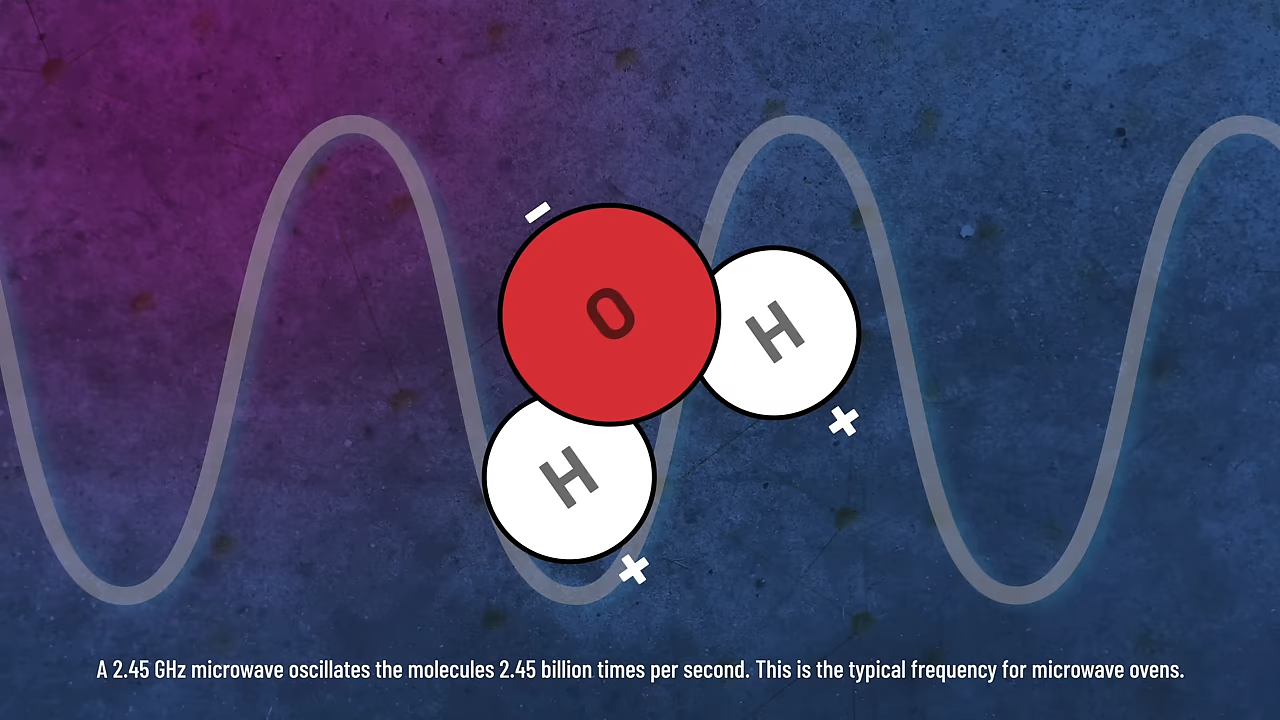 -
O
H
+
H
+
A 2.45 GHz microwave oscillates the molecules 2.45 billion times per second. This is the typical frequency for microwave ovens.